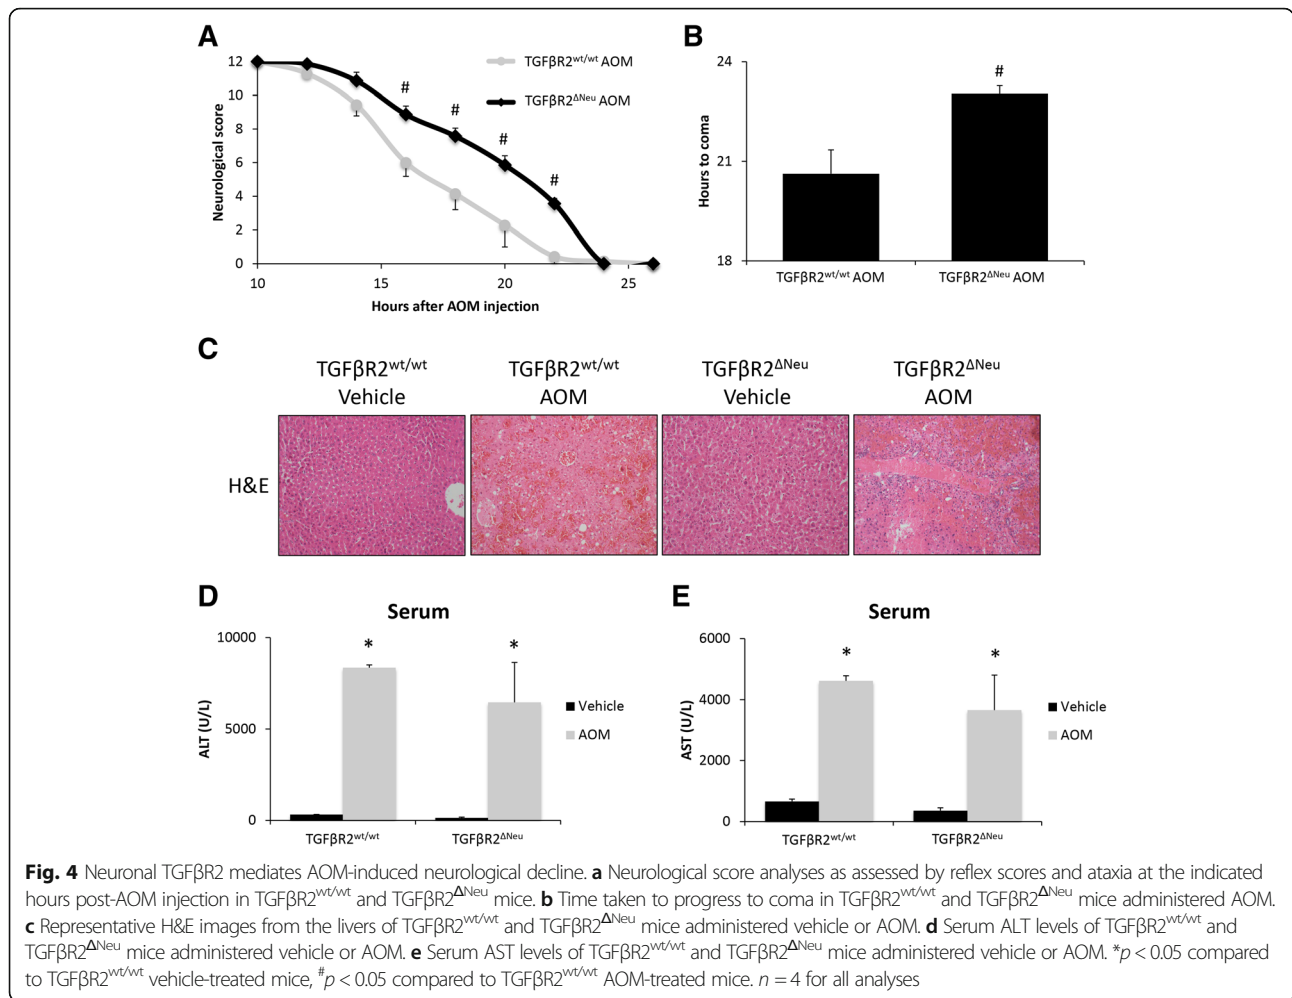 A
12
10
8
6
4
2
0
Neurological score
TGFβR2wt/wt AOM
TGFβR2ΔNeu AOM
#
#
#
#
10
15
20
25
Hours after AOM injection
B
24
21
18
Hours to coma
#
TGFβR2wt/wt AOM
TGFβR2ΔNeu AOM
C
TGFβR2wt/wt
Vehicle
TGFβR2wt/wt
AOM
TGFβR2ΔNeu
Vehicle
TGFβR2ΔNeu
AOM
H&E
D
Serum
10000
5000
0
ALT (U/L)
*
*
Vehicle
AOM
TGFβR2wt/wt
TGFβR2ΔNeu
E
Serum
6000
4000
2000
0
AST (U/L)
*
*
Vehicle
AOM
TGFβR2wt/wt
TGFβR2ΔNeu
Fig. 4 Neuronal TGFβR2 mediates AOM-induced neurological decline. a Neurological score analyses as assessed by reflex scores and ataxia at the indicated
hours post-AOM injection in TGFβR2wt/wt and TGFβR2ΔNeu mice. b Time taken to progress to coma in TGFβR2wt/wt and TGFβR2ΔNeu mice administered AOM.
c Representative H&E images from the livers of TGFβR2wt/wt and TGFβR2ΔNeu mice administered vehicle or AOM. d Serum ALT levels of TGFβR2wt/wt and
TGFβR2ΔNeu mice administered vehicle or AOM. e Serum AST levels of TGFβR2wt/wt and TGFβR2ΔNeu mice administered vehicle or AOM. *p < 0.05 compared
to TGFβR2wt/wt vehicle-treated mice, #p < 0.05 compared to TGFβR2wt/wt AOM-treated mice. n = 4 for all analyses